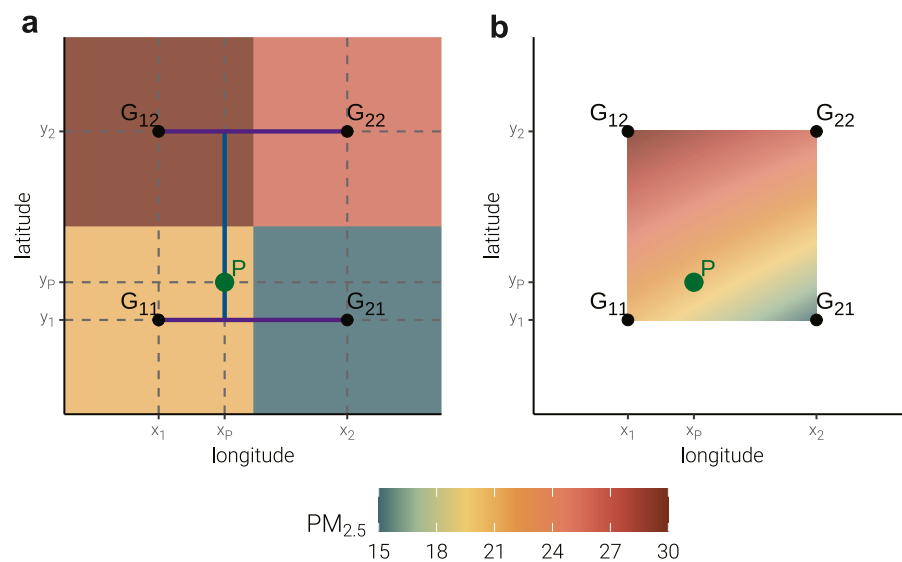 a
G12
G22
y2
latitude
P
yP
G11
G21
y1
x1
xP
x2
longitude
b
G12
G22
y2
latitude
P
yP
G11
G21
y1
x1
xP
x2
longitude
PM2.5
15 18 21 24 27 30